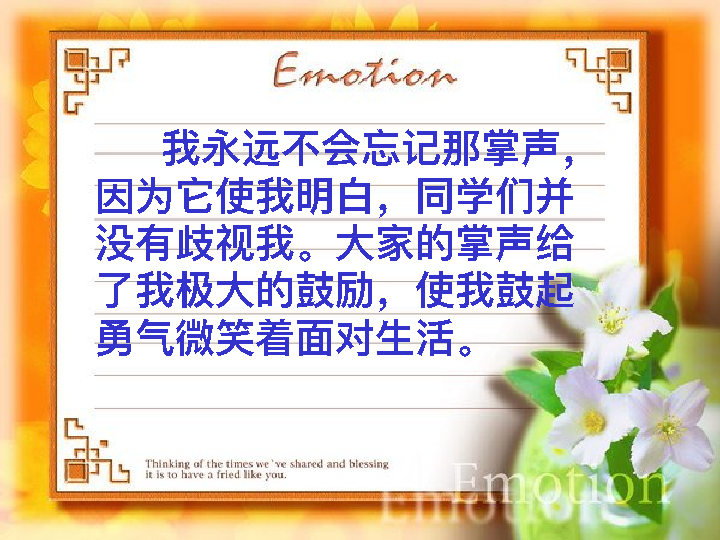 Emotion
我永远不会忘记那掌声，
因为它使我明白，同学们并
没有歧视我。大家的掌声给
了我极大的鼓励，使我鼓起
勇气微笑着面对生活。
Thinking of the times we`ve shared and blessing
it is to have a fried like you.
Emotion
Emotion